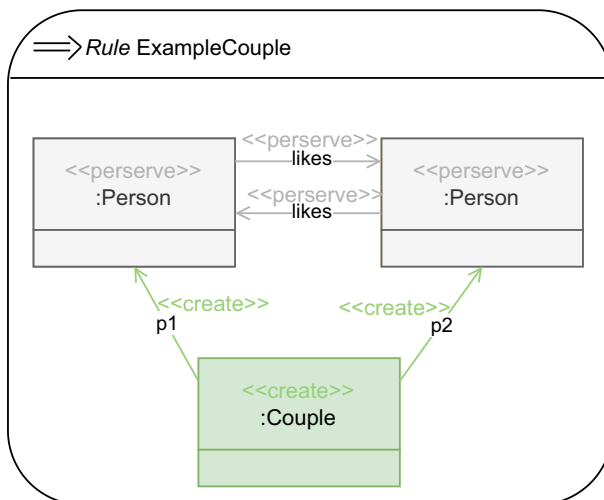 Rule ExampleCouple
<<perserve>>
likes
<<perserve>>
:Person
<<perserve>>
likes
<<perserve>>
:Person
<<create>>
p1
<<create>>
p2
<<create>>
:Couple